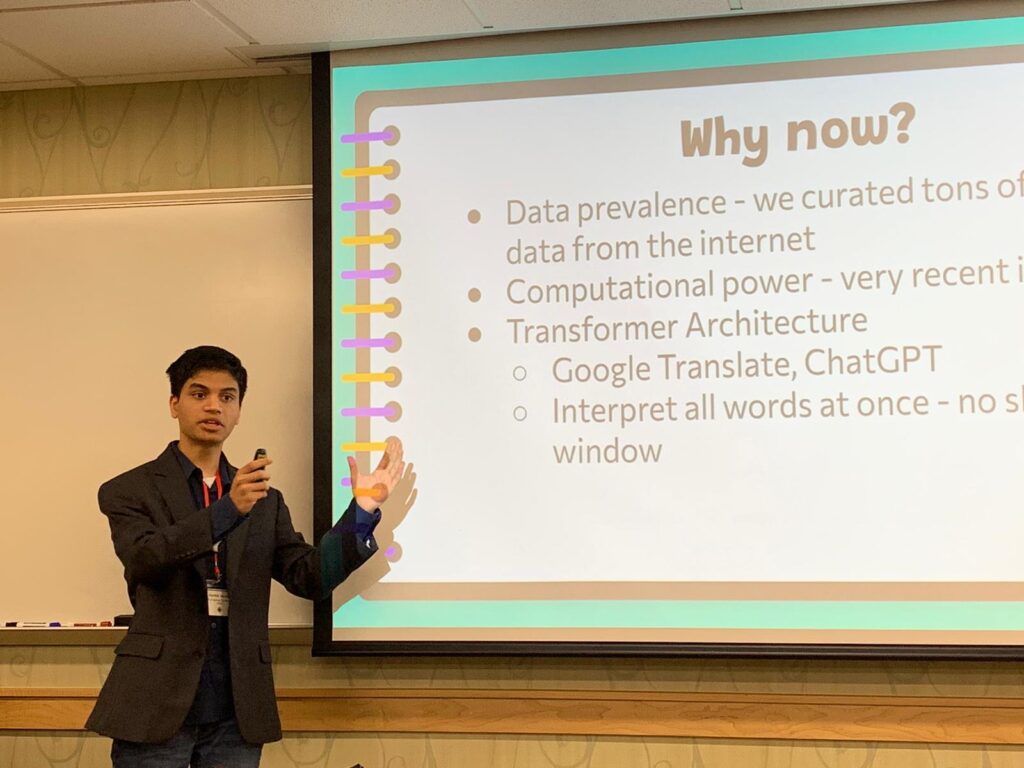 Why now?
● Data prevalence - we curated tons of
data from the internet
● Computational power - very recent
● Transformer Architecture
○ Google Translate, ChatGPT
○ Interpret all words at once - no
window